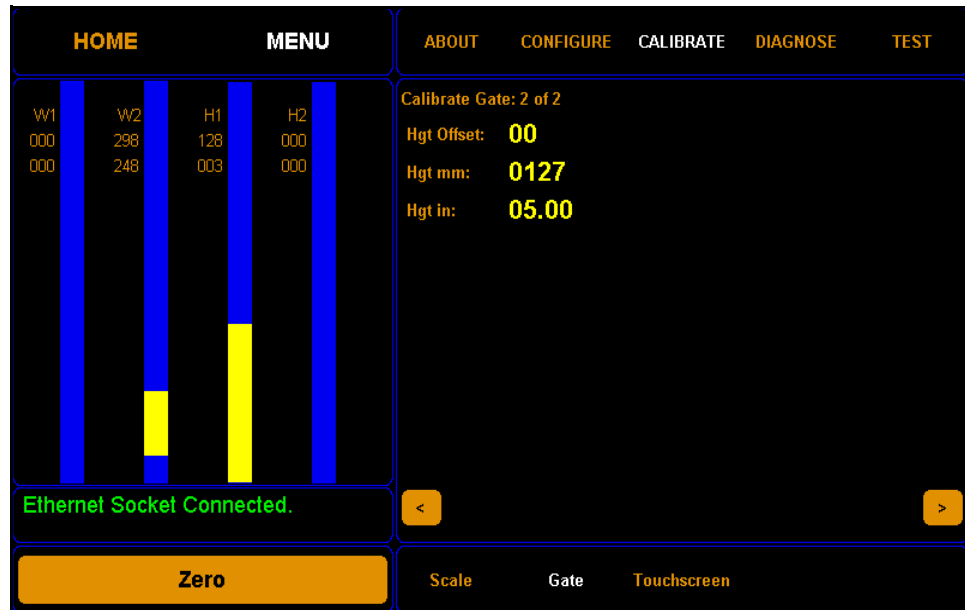 HOME MENU
ABOUT CONFIGURE CALIBRATE DIAGNOSE TEST
W1 W2 H1 H2
000 298 128 000
000 248 003 000
Calibrate Gate: 2 of 2
Hgt Offset: 00
Hgt mm: 0127
Hgt in: 05.00
Ethernet Socket Connected.
< >
Zero
Scale Gate Touchscreen